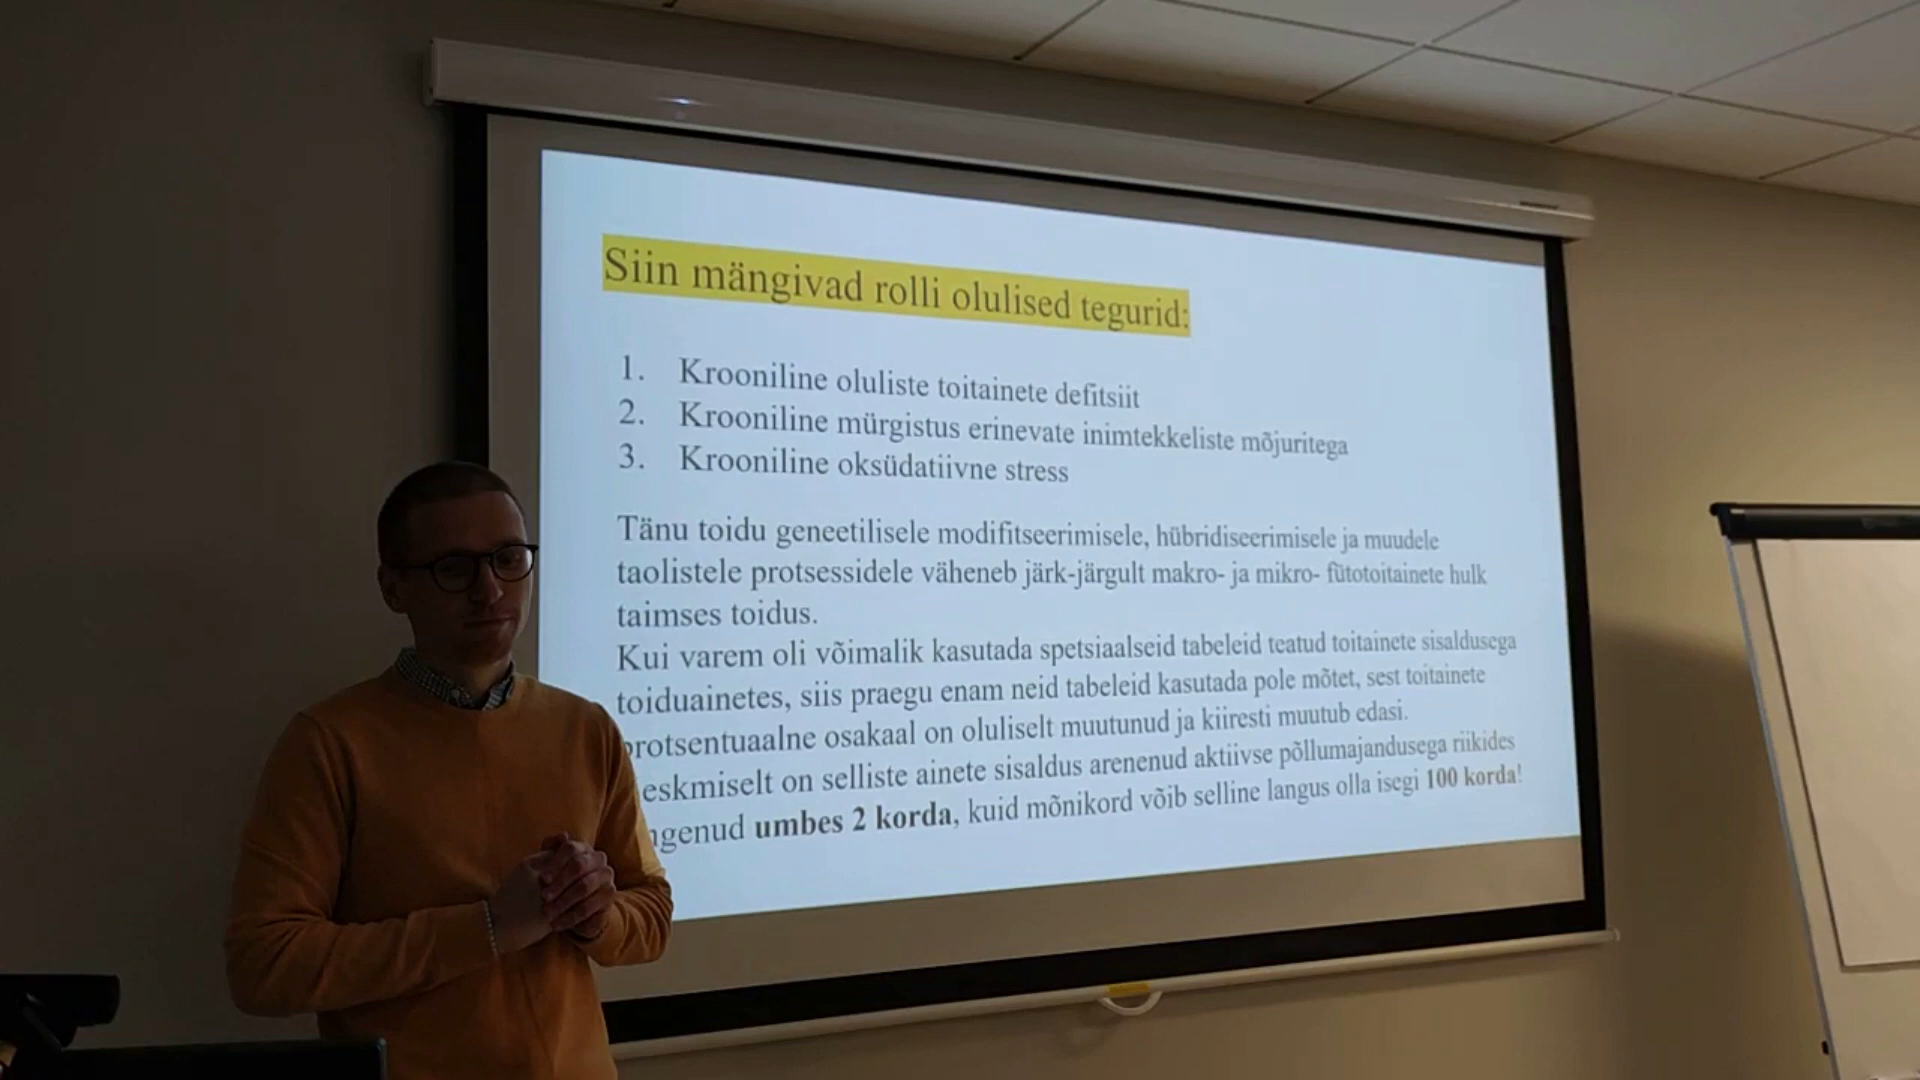 Siin mängivad rolli olulised tegurid:
1. Krooniline oluliste toitainete defitsiit
2. Krooniline mürgistus erinevate inimtekkeliste mõjuritega
3. Krooniline oksüdatiivne stress
Tänu toidu geneetilisele modifitseerimisele, hübridiseerimisele ja muudele
taolistele protsessidele väheneb järk-järgult makro- ja mikro- fütotoitainete hulk
taimses toidus.
Kui varem oli võimalik kasutada spetsiaalseid tabeleid teatud toitainete sisaldusega
toiduainetes, siis praegu enam neid tabeleid kasutada pole mõtet, sest toitainete
rotsentuaalne osakaal on oluliselt muutunud ja kiiresti muutub edasi.
eskmiselt on selliste ainete sisaldus arenenud aktiivse põllumajandusega riikides
ngenud umbes 2 korda, kuid mõnikord võib selline langus olla isegi 100 korda!